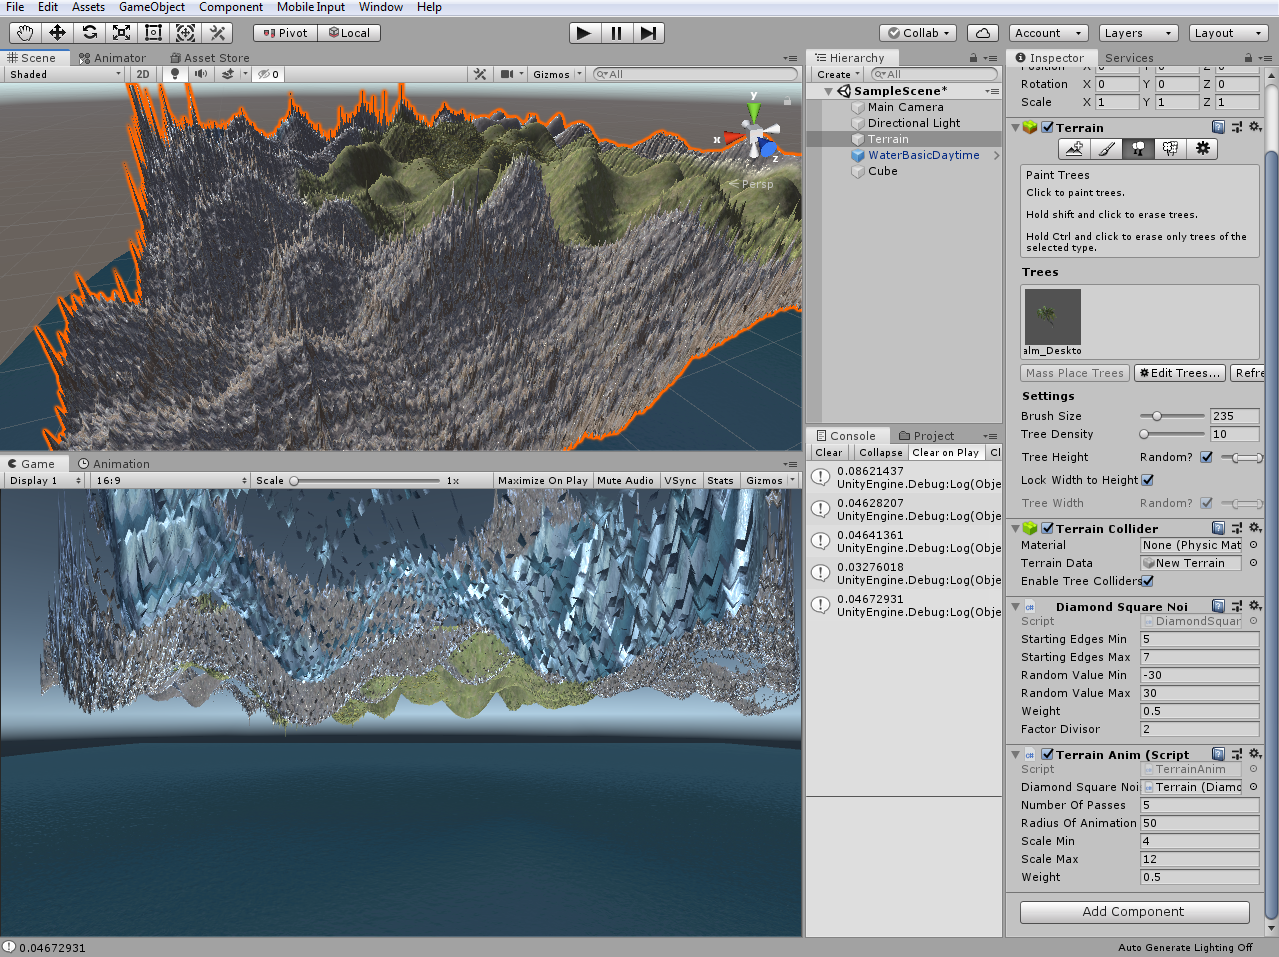 File Edit Assets GameObject Component Mobile Input Window Help
Pivot Local Collab Account Layers Layout
Scene Animator Asset Store
Shaded 2D 0 Gizmos All
y
x
z
Persp
Hierarchy
Create All
SampleScene*
Main Camera
Directional Light
Terrain
WaterBasicDaytime
Cube
Game Animation
Display 1 16:9 Scale 1x Maximize On Play Mute Audio VSync Stats Gizmos
Console Project
Clear Collapse Clear on Play Cl
0.08621437
UnityEngine.Debug:Log(Obje
0.04628207
UnityEngine.Debug:Log(Obje
0.04641361
UnityEngine.Debug:Log(Obje
0.03276018
UnityEngine.Debug:Log(Obje
0.04672931
UnityEngine.Debug:Log(Obje
Inspector Services
Position X 0 Y 0 Z 0
Rotation X 0 Y 0 Z 0
Scale X 1 Y 1 Z 1
Terrain
Paint Trees
Click to paint trees.
Hold shift and click to erase trees.
Hold Ctrl and click to erase only trees of the
selected type.
Trees
alm_Deskto
Mass Place Trees Edit Trees... Refre
Settings
Brush Size 235
Tree Density 10
Tree Height Random?
Lock Width to Height
Tree Width Random?
Terrain Collider
Material None (Physic Mat
Terrain Data New Terrain
Enable Tree Colliders
Diamond Square Noi
Script DiamondSquar
Starting Edges Min 5
Starting Edges Max 7
Random Value Min -30
Random Value Max 30
Weight 0.5
Factor Divisor 2
Terrain Anim (Script
Script TerrainAnim
Diamond Square Noi Terrain (Diamo
Number Of Passes 5
Radius Of Animation 50
Scale Min 4
Scale Max 12
Weight 0.5
Add Component
0.04672931
Auto Generate Lighting Off